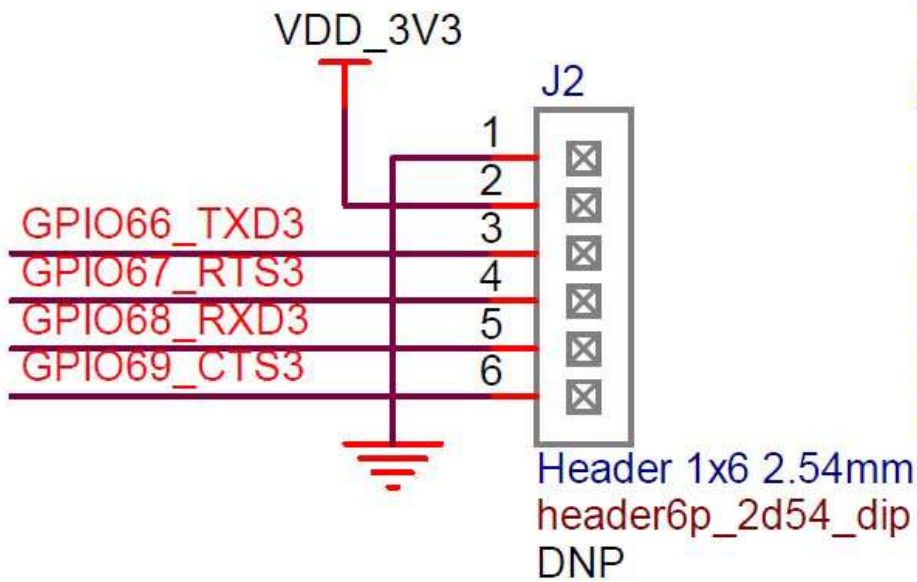 VDD_3V3
J2
1
2
GPIO66_TXD3 3
GPIO67_RTS3 4
GPIO68_RXD3 5
GPIO69_CTS3 6
Header 1x6 2.54mm
header6p_2d54_dip
DNP